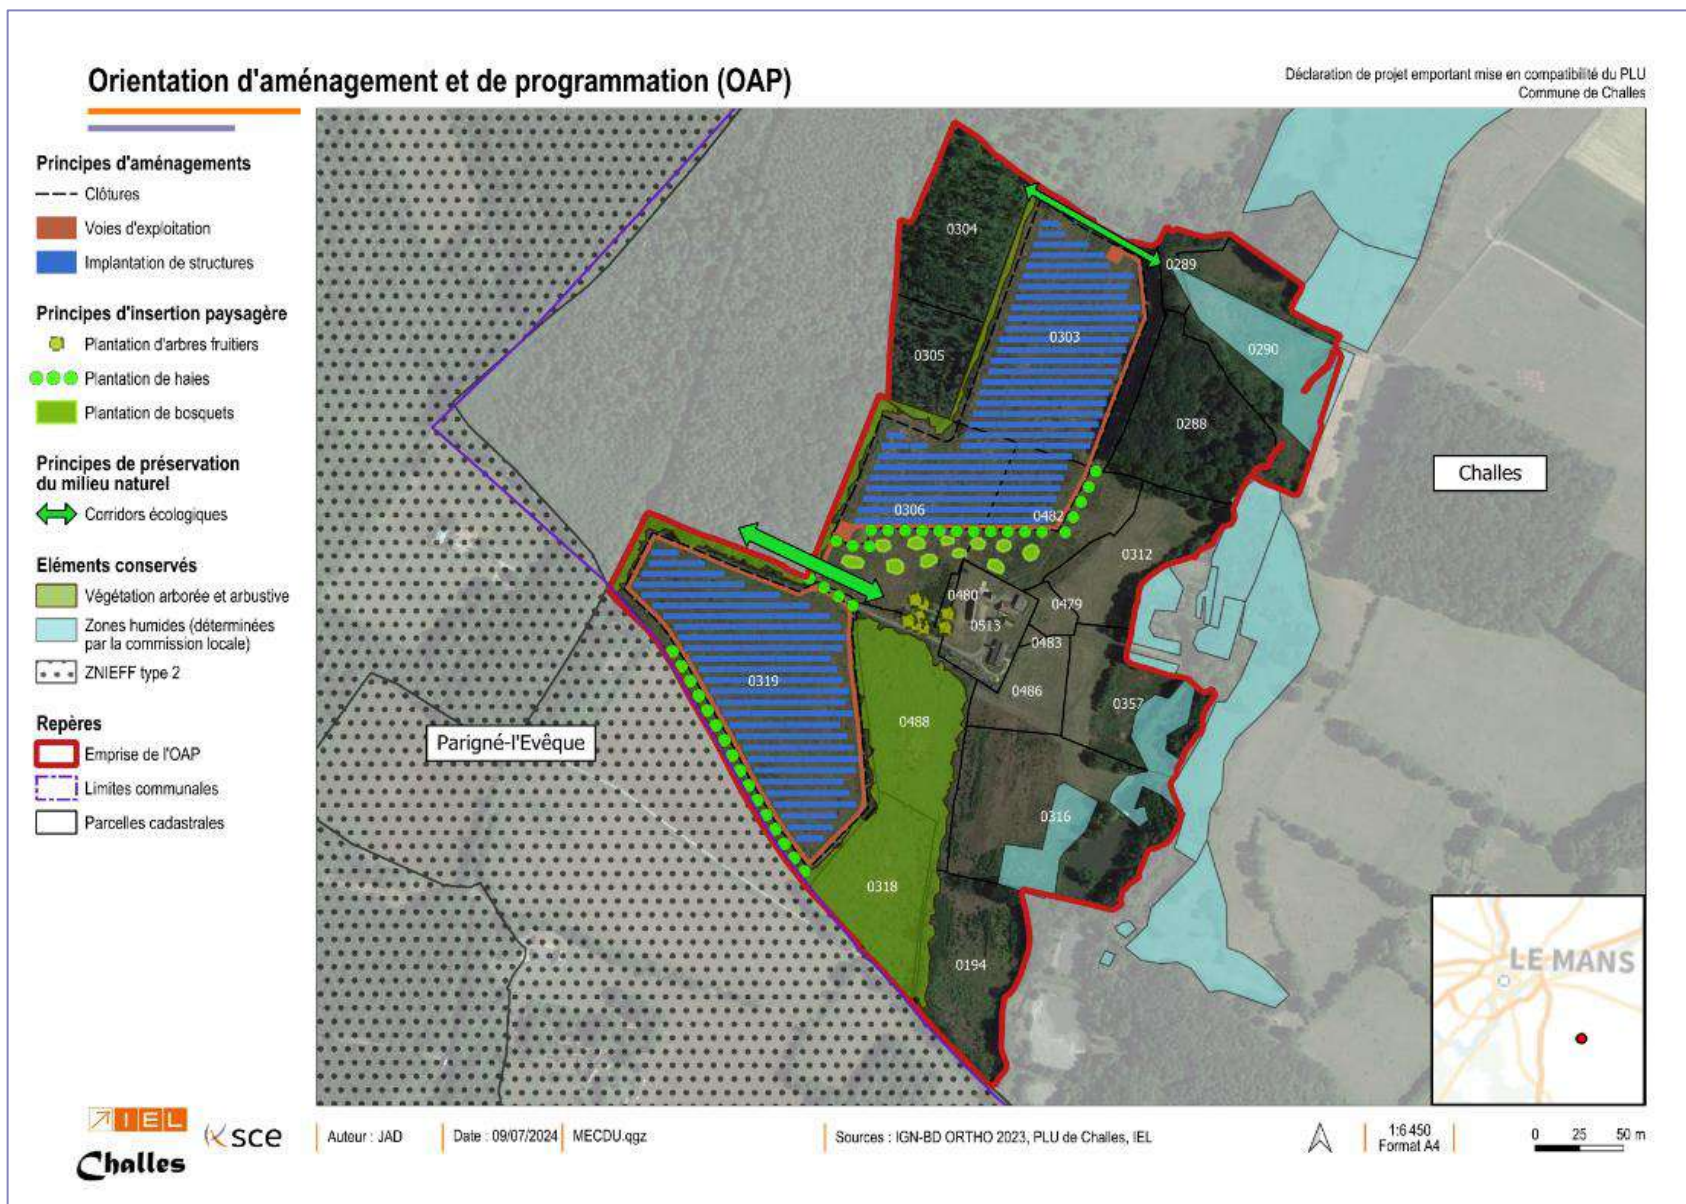 Orientation d'aménagement et de programmation (OAP)
Déclaration de projet emportant mise en compatibilité du PLU
Commune de Challes
Principes d'aménagements
Clôtures
Voies d'exploitation
Implantation de structures
Principes d'insertion paysagère
Plantation d'arbres fruitiers
Plantation de haies
Plantation de bosquets
Principes de préservation
du milieu naturel
Corridors écologiques
Eléments conservés
Végétation arborée et arbustive
Zones humides (déterminées
par la commission locale)
ZNIEFF type 2
Repères
Emprise de l'OAP
Limites communales
Parcelles cadastrales
0304
0289
0303
0290
0305
0288
Challes
0306
0482
0312
0480
0479
0513
0483
0319
0486
0357
0488
Parigné-l'Evêque
0316
0318
0194
LE MANS
IEL
sce
Challes
Auteur : JAD
Date : 09/07/2024
MECDU.qgz
Sources : IGN-BD ORTHO 2023, PLU de Challes, IEL
1:6 450
Format A4
0 25 50 m